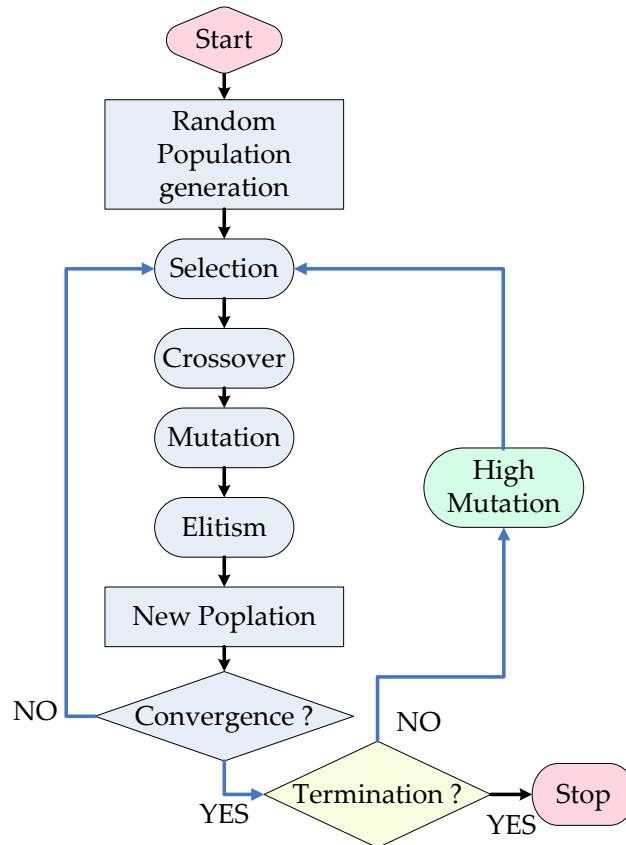 Start
Random
Population
generation
Selection
Crossover
Mutation
High
Mutation
Elitism
New Poplation
NO
Convergence ?
NO
YES
Termination ?
YES
Stop